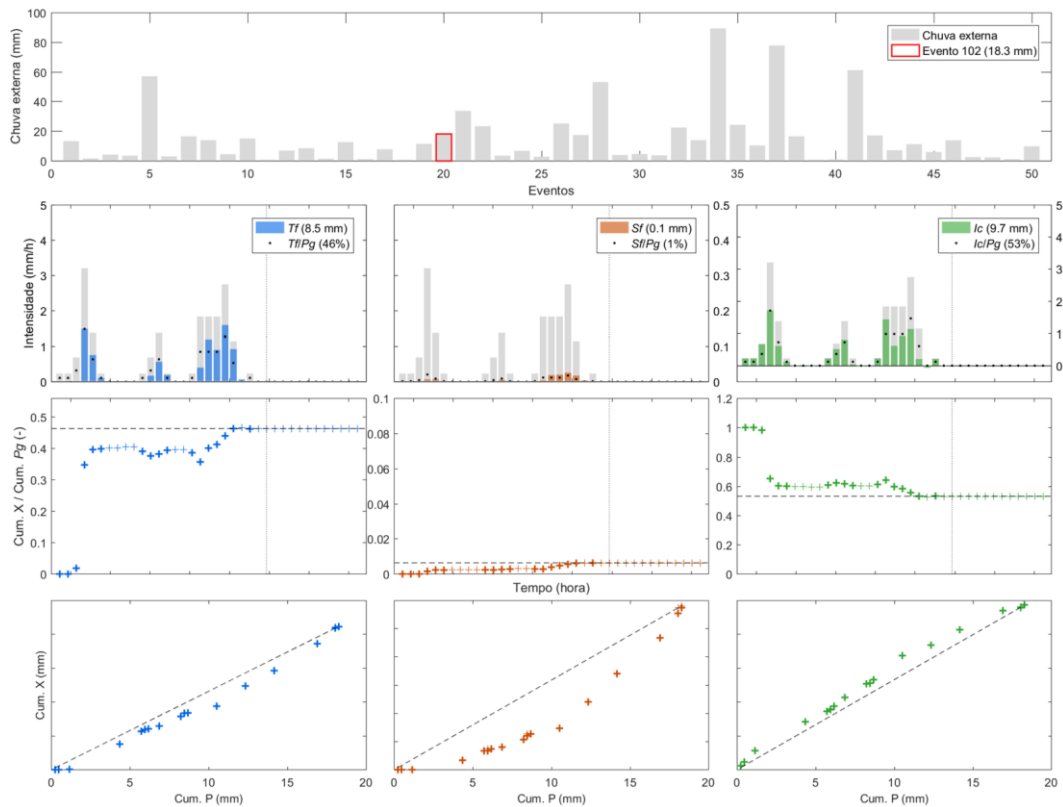 100
80
60
40
20
0
Chuva externa (mm)
Chuva externa
Evento 102 (18.3 mm)
0 5 10 15 20 25 30 35 40 45 50
Eventos
5
4
3
2
1
0
Intensidade (mm/h)
Tf (8.5 mm)
Tf/Pg (46%)
Sf (0.1 mm)
Sf/Pg (1%)
0.5
0.4
0.3
0.2
0.1
0
Ic (9.7 mm)
Ic/Pg (53%)
5
4
3
2
1
0
0.5
0.4
0.3
0.2
0.1
0
Cum. X / Cum. Pg (-)
0.1
0.06
0.02
0.01
0
1.2
1
0.8
0.6
0.4
0.2
0
Tempo (hora)
Cum. X (mm)
0 5 10 15 20
Cum. P (mm)
0 5 10 15 20
Cum. P (mm)
0 5 10 15 20
Cum. P (mm)